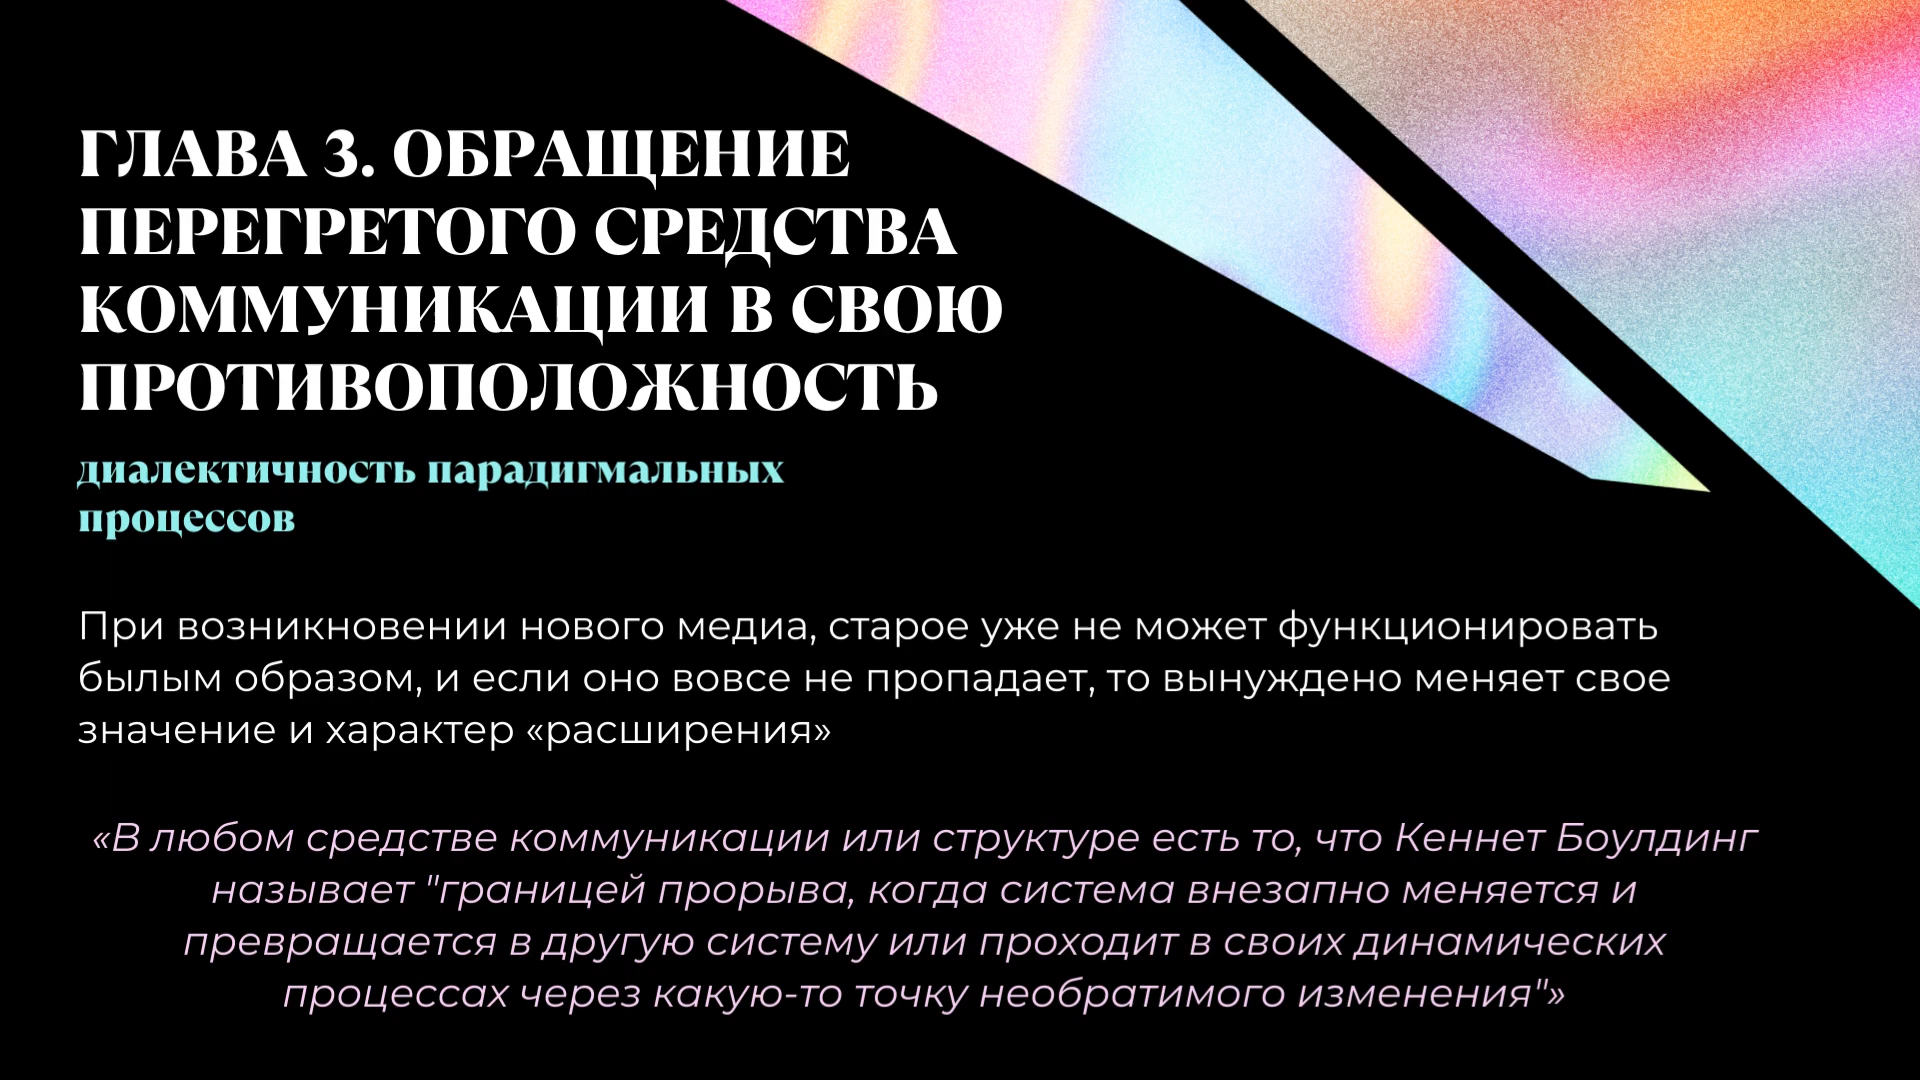 ГЛАВА 3. ОБРАЩЕНИЕ
ПЕРЕГРЕТОГО СРЕДСТВА
КОММУНИКАЦИИ В СВОЮ
ПРОТИВОПОЛОЖНОСТЬ
диалектичность парадигмальных
процессов
При возникновении нового медиа, старое уже не может функционировать
былым образом, и если оно вовсе не пропадает, то вынуждено меняет свое
значение и характер «расширения»
«В любом средстве коммуникации или структуре есть то, что Кеннет Боулдинг
называет "границей прорыва, когда система внезапно меняется и
превращается в другую систему или проходит в своих динамических
процессах через какую-то точку необратимого изменения"»